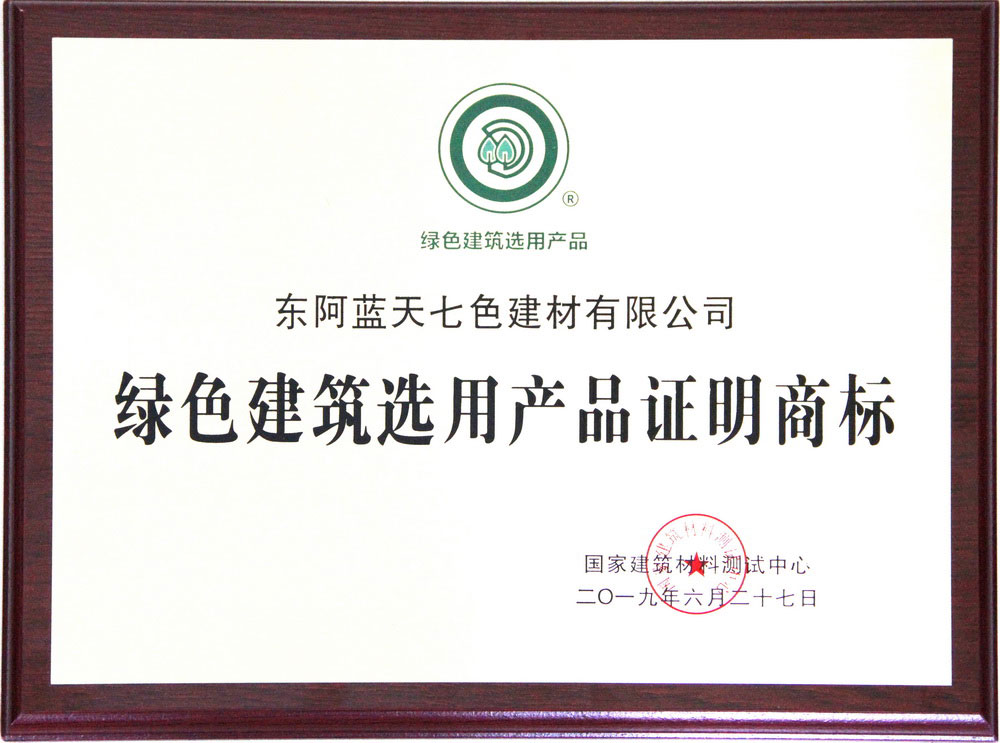 ®
绿色建筑选用产品
东阿蓝天七色建材有限公司
绿色建筑选用产品证明商标
国家建筑材料测试中心
二〇一九年六月二十七日